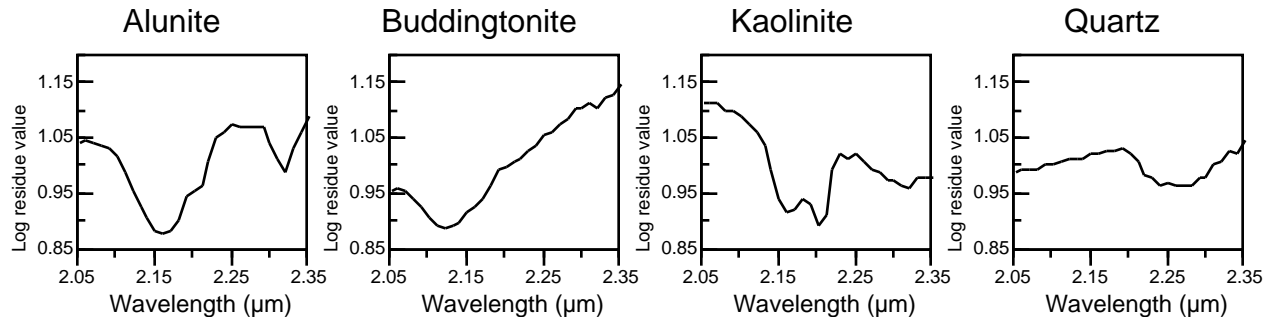 Alunite Buddingtonite Kaolinite Quartz
1.15 1.15 1.15 1.15
1.05 1.05 1.05 1.05
0.95 0.95 0.95 0.95
0.85 0.85 0.85 0.85
Log residue value Log residue value Log residue value Log residue value
2.05 2.15 2.25 2.35 2.05 2.15 2.25 2.35 2.05 2.15 2.25 2.35 2.05 2.15 2.25 2.35
Wavelength (µm) Wavelength (µm) Wavelength (µm) Wavelength (µm)